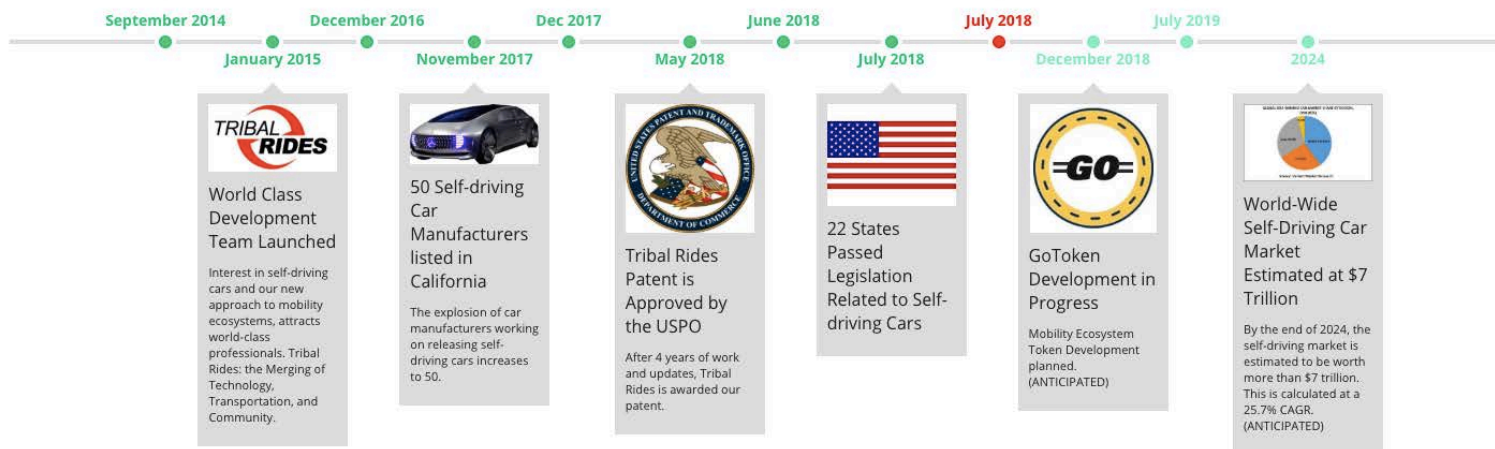 September 2014
December 2016
Dec 2017
June 2018
July 2018
July 2019
January 2015
November 2017
May 2018
July 2018
December 2018
2024
TRIBAL
RIDES
World Class
Development
Team Launched
Interest in self-driving
cars and our new
approach to mobility
ecosystems, attracts
world-class
professionals. Tribal
Rides: the Merging of
Technology,
Transportation, and
Community.
50 Self-driving
Car
Manufacturers
listed in
California
The explosion of car
manufacturers working
on releasing self-
driving cars increases
to 50.
UNITED STATES PATENT AND TRADEMARK OFFICE
DEPARTMENT OF COMMERCE
Tribal Rides
Patent is
Approved by
the USPO
After 4 years of work
and updates, Tribal
Rides is awarded our
patent.
22 States
Passed
Legislation
Related to Self-
driving Cars
GO
GoToken
Development in
Progress
Mobility Ecosystem
Token Development
planned.
(ANTICIPATED)
World-Wide
Self-Driving Car
Market
Estimated at $7
Trillion
By the end of 2024, the
self-driving market is
estimated to be worth
more than $7 trillion.
This is calculated at a
25.7% CAGR.
(ANTICIPATED)